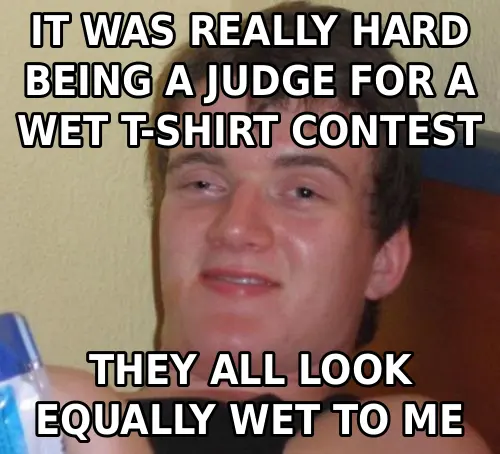 IT WAS REALLY HARD
BEING A JUDGE FOR A
WET T-SHIRT CONTEST
THEY ALL LOOK
EQUALLY WET TO ME